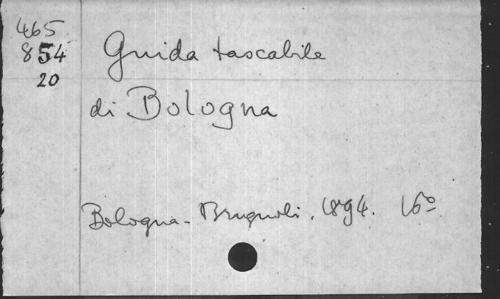 465
854
20
Guida tascabile
di Bologna
Bologna - Brugnoli. 1894. 16°